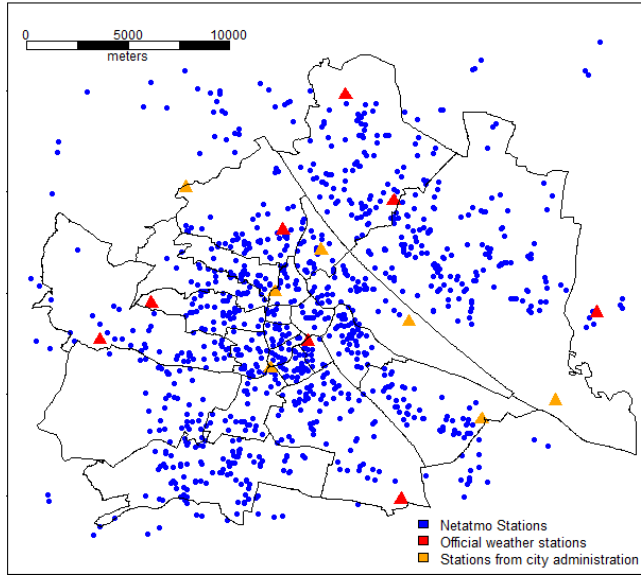 0 5000 10000
meters
Netatmo Stations
Official weather stations
Stations from city administration